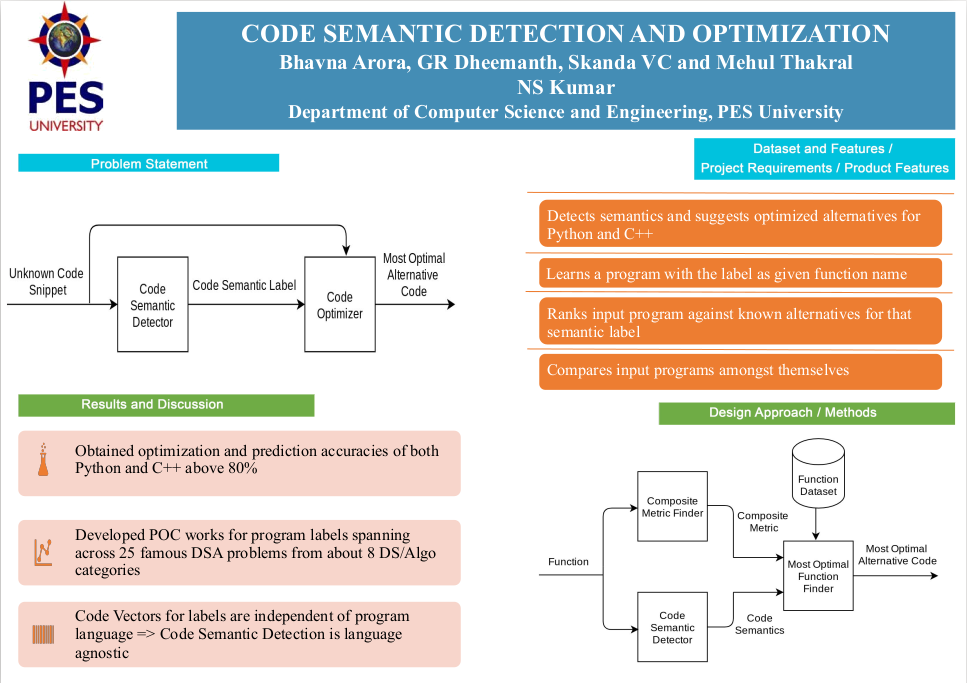 PES
UNIVERSITY
CODE SEMANTIC DETECTION AND OPTIMIZATION
Bhavna Arora, GR Dheemanth, Skanda VC and Mehul Thakral
NS Kumar
Department of Computer Science and Engineering, PES University
Problem Statement
Unknown Code
Snippet
Code
Semantic
Detector
Code Semantic Label
Code
Optimizer
Most Optimal
Alternative
Code
Dataset and Features /
Project Requirements / Product Features
Detects semantics and suggests optimized alternatives for
Python and C++
Learns a program with the label as given function name
Ranks input program against known alternatives for that
semantic label
Compares input programs amongst themselves
Results and Discussion
Obtained optimization and prediction accuracies of both
Python and C++ above 80%
Developed POC works for program labels spanning
across 25 famous DSA problems from about 8 DS/Algo
categories
Code Vectors for labels are independent of program
language => Code Semantic Detection is language
agnostic
Design Approach / Methods
Function
Composite
Metric Finder
Composite
Metric
Function
Dataset
Code
Semantic
Detector
Code
Semantics
Most Optimal
Function
Finder
Most Optimal
Alternative Code